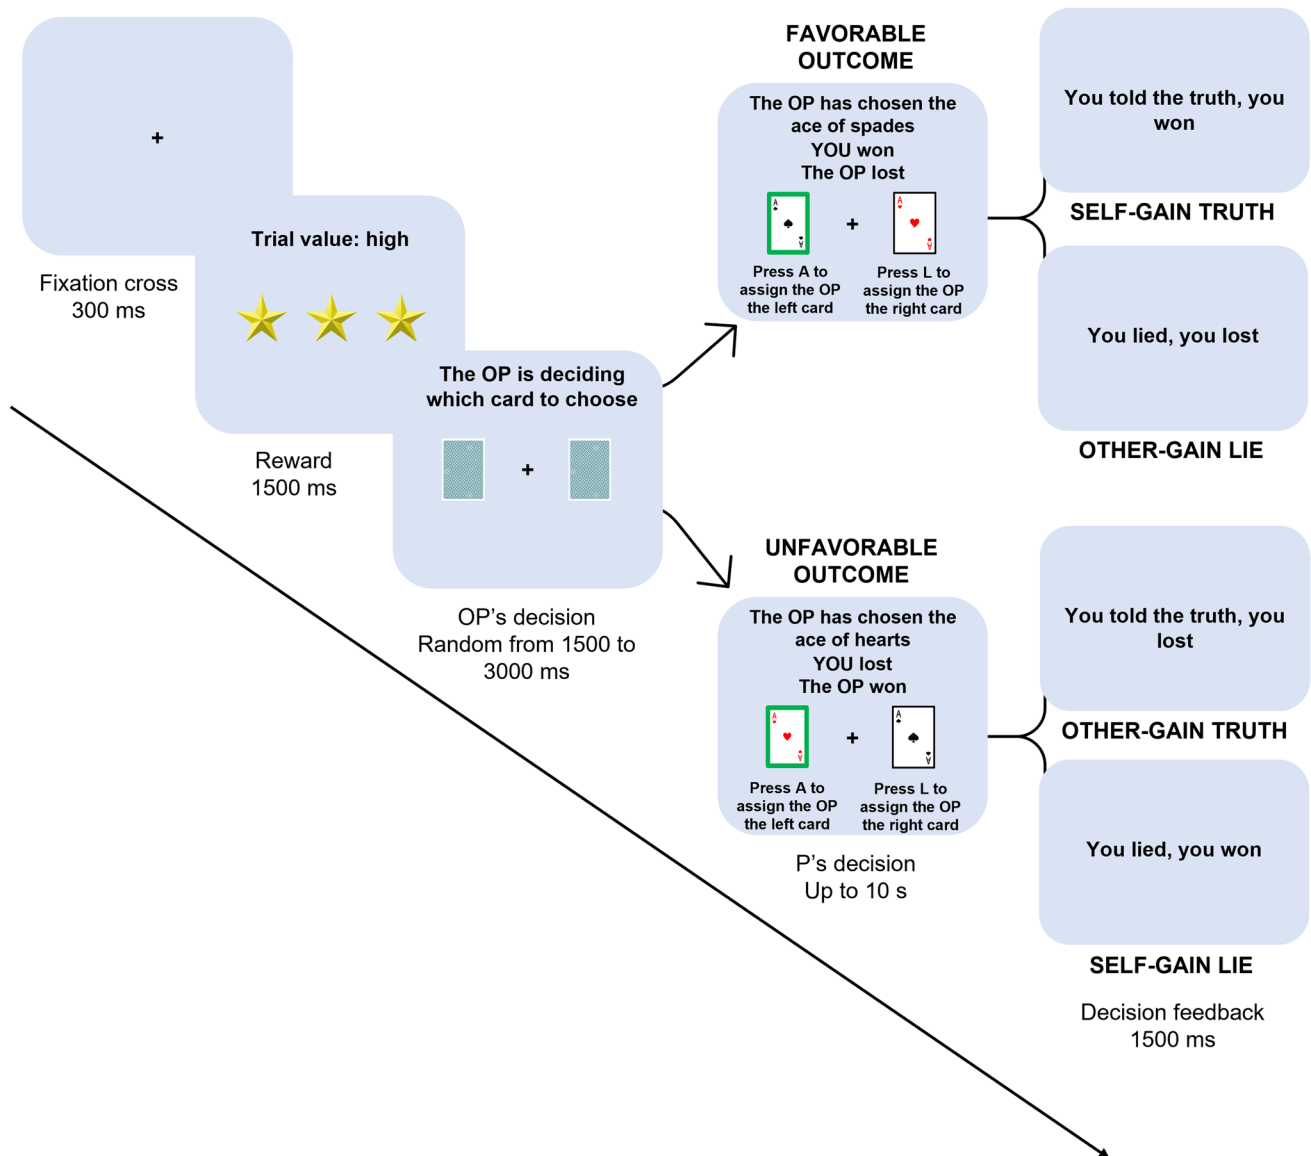 +
Fixation cross
300 ms
Trial value: high
Reward
1500 ms
The OP is deciding
which card to choose
+
OP's decision
Random from 1500 to
3000 ms
FAVORABLE
OUTCOME
The OP has chosen the
ace of spades
YOU won
The OP lost
A
A
+
A
A
Press A to
assign the OP
the left card
Press L to
assign the OP
the right card
You told the truth, you
won
SELF-GAIN TRUTH
You lied, you lost
OTHER-GAIN LIE
UNFAVORABLE
OUTCOME
The OP has chosen the
ace of hearts
YOU lost
The OP won
A
A
+
A
A
Press A to
assign the OP
the left card
Press L to
assign the OP
the right card
P's decision
Up to 10 s
You told the truth, you
lost
OTHER-GAIN TRUTH
You lied, you won
SELF-GAIN LIE
Decision feedback
1500 ms